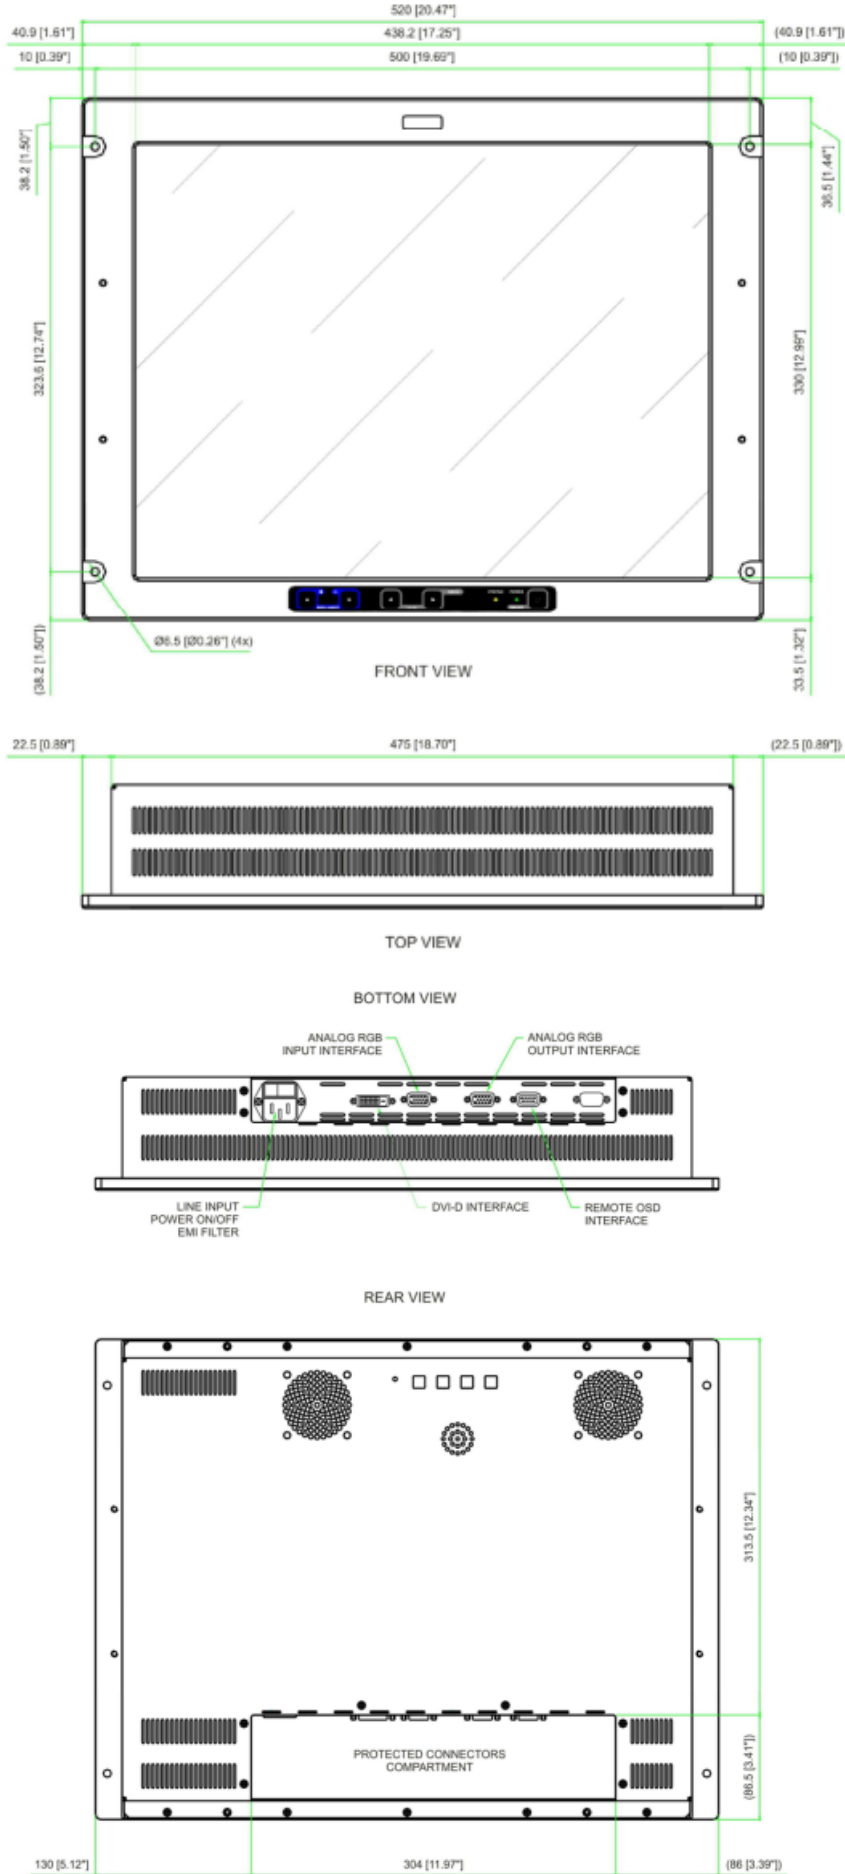 520 [20.47"]
40.9 [1.61"]
438.2 [17.25"]
(40.9 [1.61"])
10 [0.39"]
500 [19.69"]
(10 [0.39"])
38.2 [1.50"]
36.5 [1.44"]
323.6 [12.74"]
330 [12.99"]
(38.2 [1.50"])
33.5 [1.32"]
Ø6.5 [Ø0.26"] (4x)
FRONT VIEW
22.5 [0.89"]
475 [18.70"]
(22.5 [0.89"])
TOP VIEW
BOTTOM VIEW
ANALOG RGB
INPUT INTERFACE
ANALOG RGB
OUTPUT INTERFACE
LINE INPUT
POWER ON/OFF
EMI FILTER
DVI-D INTERFACE
REMOTE OSD
INTERFACE
REAR VIEW
313.5 [12.34"]
PROTECTED CONNECTORS
COMPARTMENT
(86.5 [3.41"])
130 [5.12"]
304 [11.97"]
(86 [3.39"])